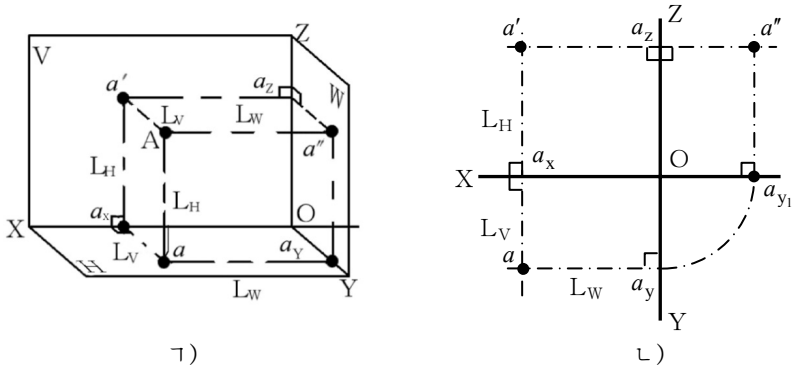 V
Z
a′
a_Z
W
L_V
L_W
A
a″
L_H
L_H
a_x
O
X
L_V
a
a_Y
H
L_W
Y
ㄱ)
a′
a_z
Z
a″
L_H
a_x
O
X
a_y₁
L_V
a
L_W
a_y
Y
ㄴ)